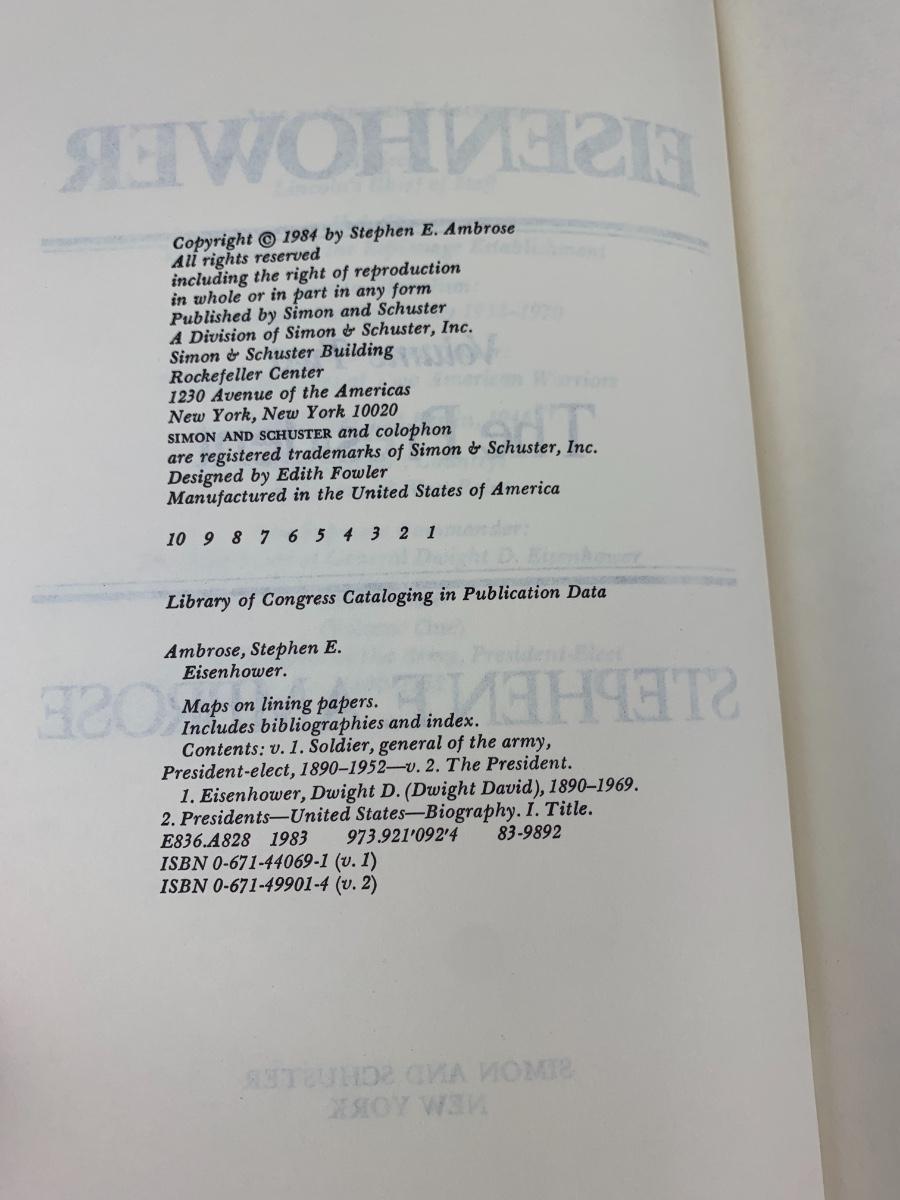 EISENHOWER
Copyright © 1984 by Stephen E. Ambrose
All rights reserved
including the right of reproduction
in whole or in part in any form
Published by Simon and Schuster
A Division of Simon & Schuster, Inc.
Simon & Schuster Building
Rockefeller Center
1230 Avenue of the Americas
New York, New York 10020
SIMON AND SCHUSTER and colophon
are registered trademarks of Simon & Schuster, Inc.
Designed by Edith Fowler
Manufactured in the United States of America
10 9 8 7 6 5 4 3 2 1
Library of Congress Cataloging in Publication Data
Ambrose, Stephen E.
Eisenhower.
Maps on lining papers.
Includes bibliographies and index.
Contents: v. 1. Soldier, general of the army,
President-elect, 1890–1952—v. 2. The President.
1. Eisenhower, Dwight D. (Dwight David), 1890–1969.
2. Presidents—United States—Biography. I. Title.
E836.A828 1983 973.921′092′4 83-9892
ISBN 0-671-44069-1 (v. 1)
ISBN 0-671-49901-4 (v. 2)
SIMON AND SCHUSTER
NEW YORK